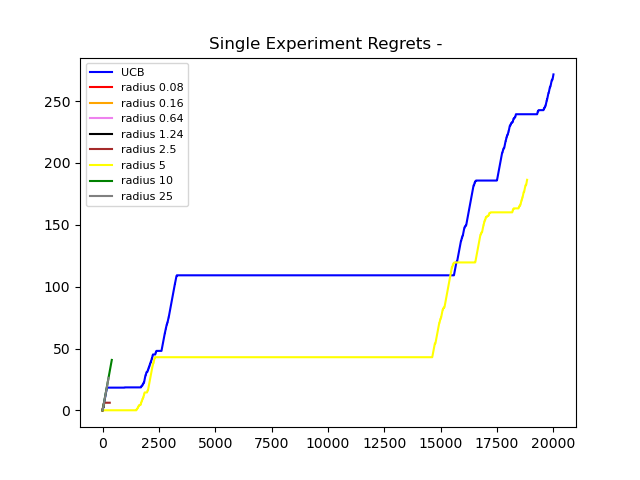 Single Experiment Regrets -
UCB
radius 0.08
radius 0.16
radius 0.64
radius 1.24
radius 2.5
radius 5
radius 10
radius 25
250
200
150
100
50
0
0 2500 5000 7500 10000 12500 15000 17500 20000